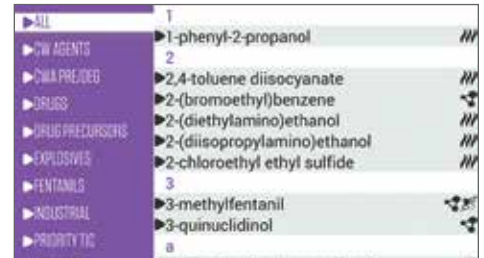 ALL
CW AGENTS
CWA PRE/DEG
DRUGS
DRUG PRECURSORS
EXPLOSIVES
FENTANILS
INDUSTRIAL
PRIORITY TIC
1
1-phenyl-2-propanol
2
2,4-toluene diisocyanate
2-(bromoethyl)benzene
2-(diethylamino)ethanol
2-(diisopropylamino)ethanol
2-chloroethyl ethyl sulfide
3
3-methylfentanil
3-quinuclidinol
a